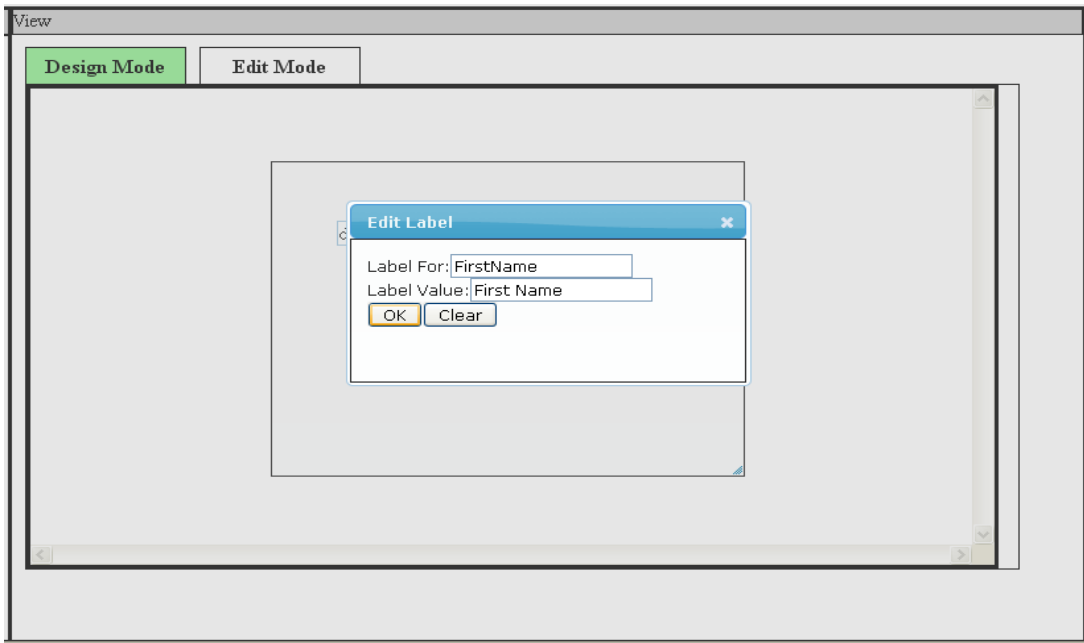 View
Design Mode Edit Mode
Edit Label
Label For: FirstName
Label Value: First Name
OK Clear